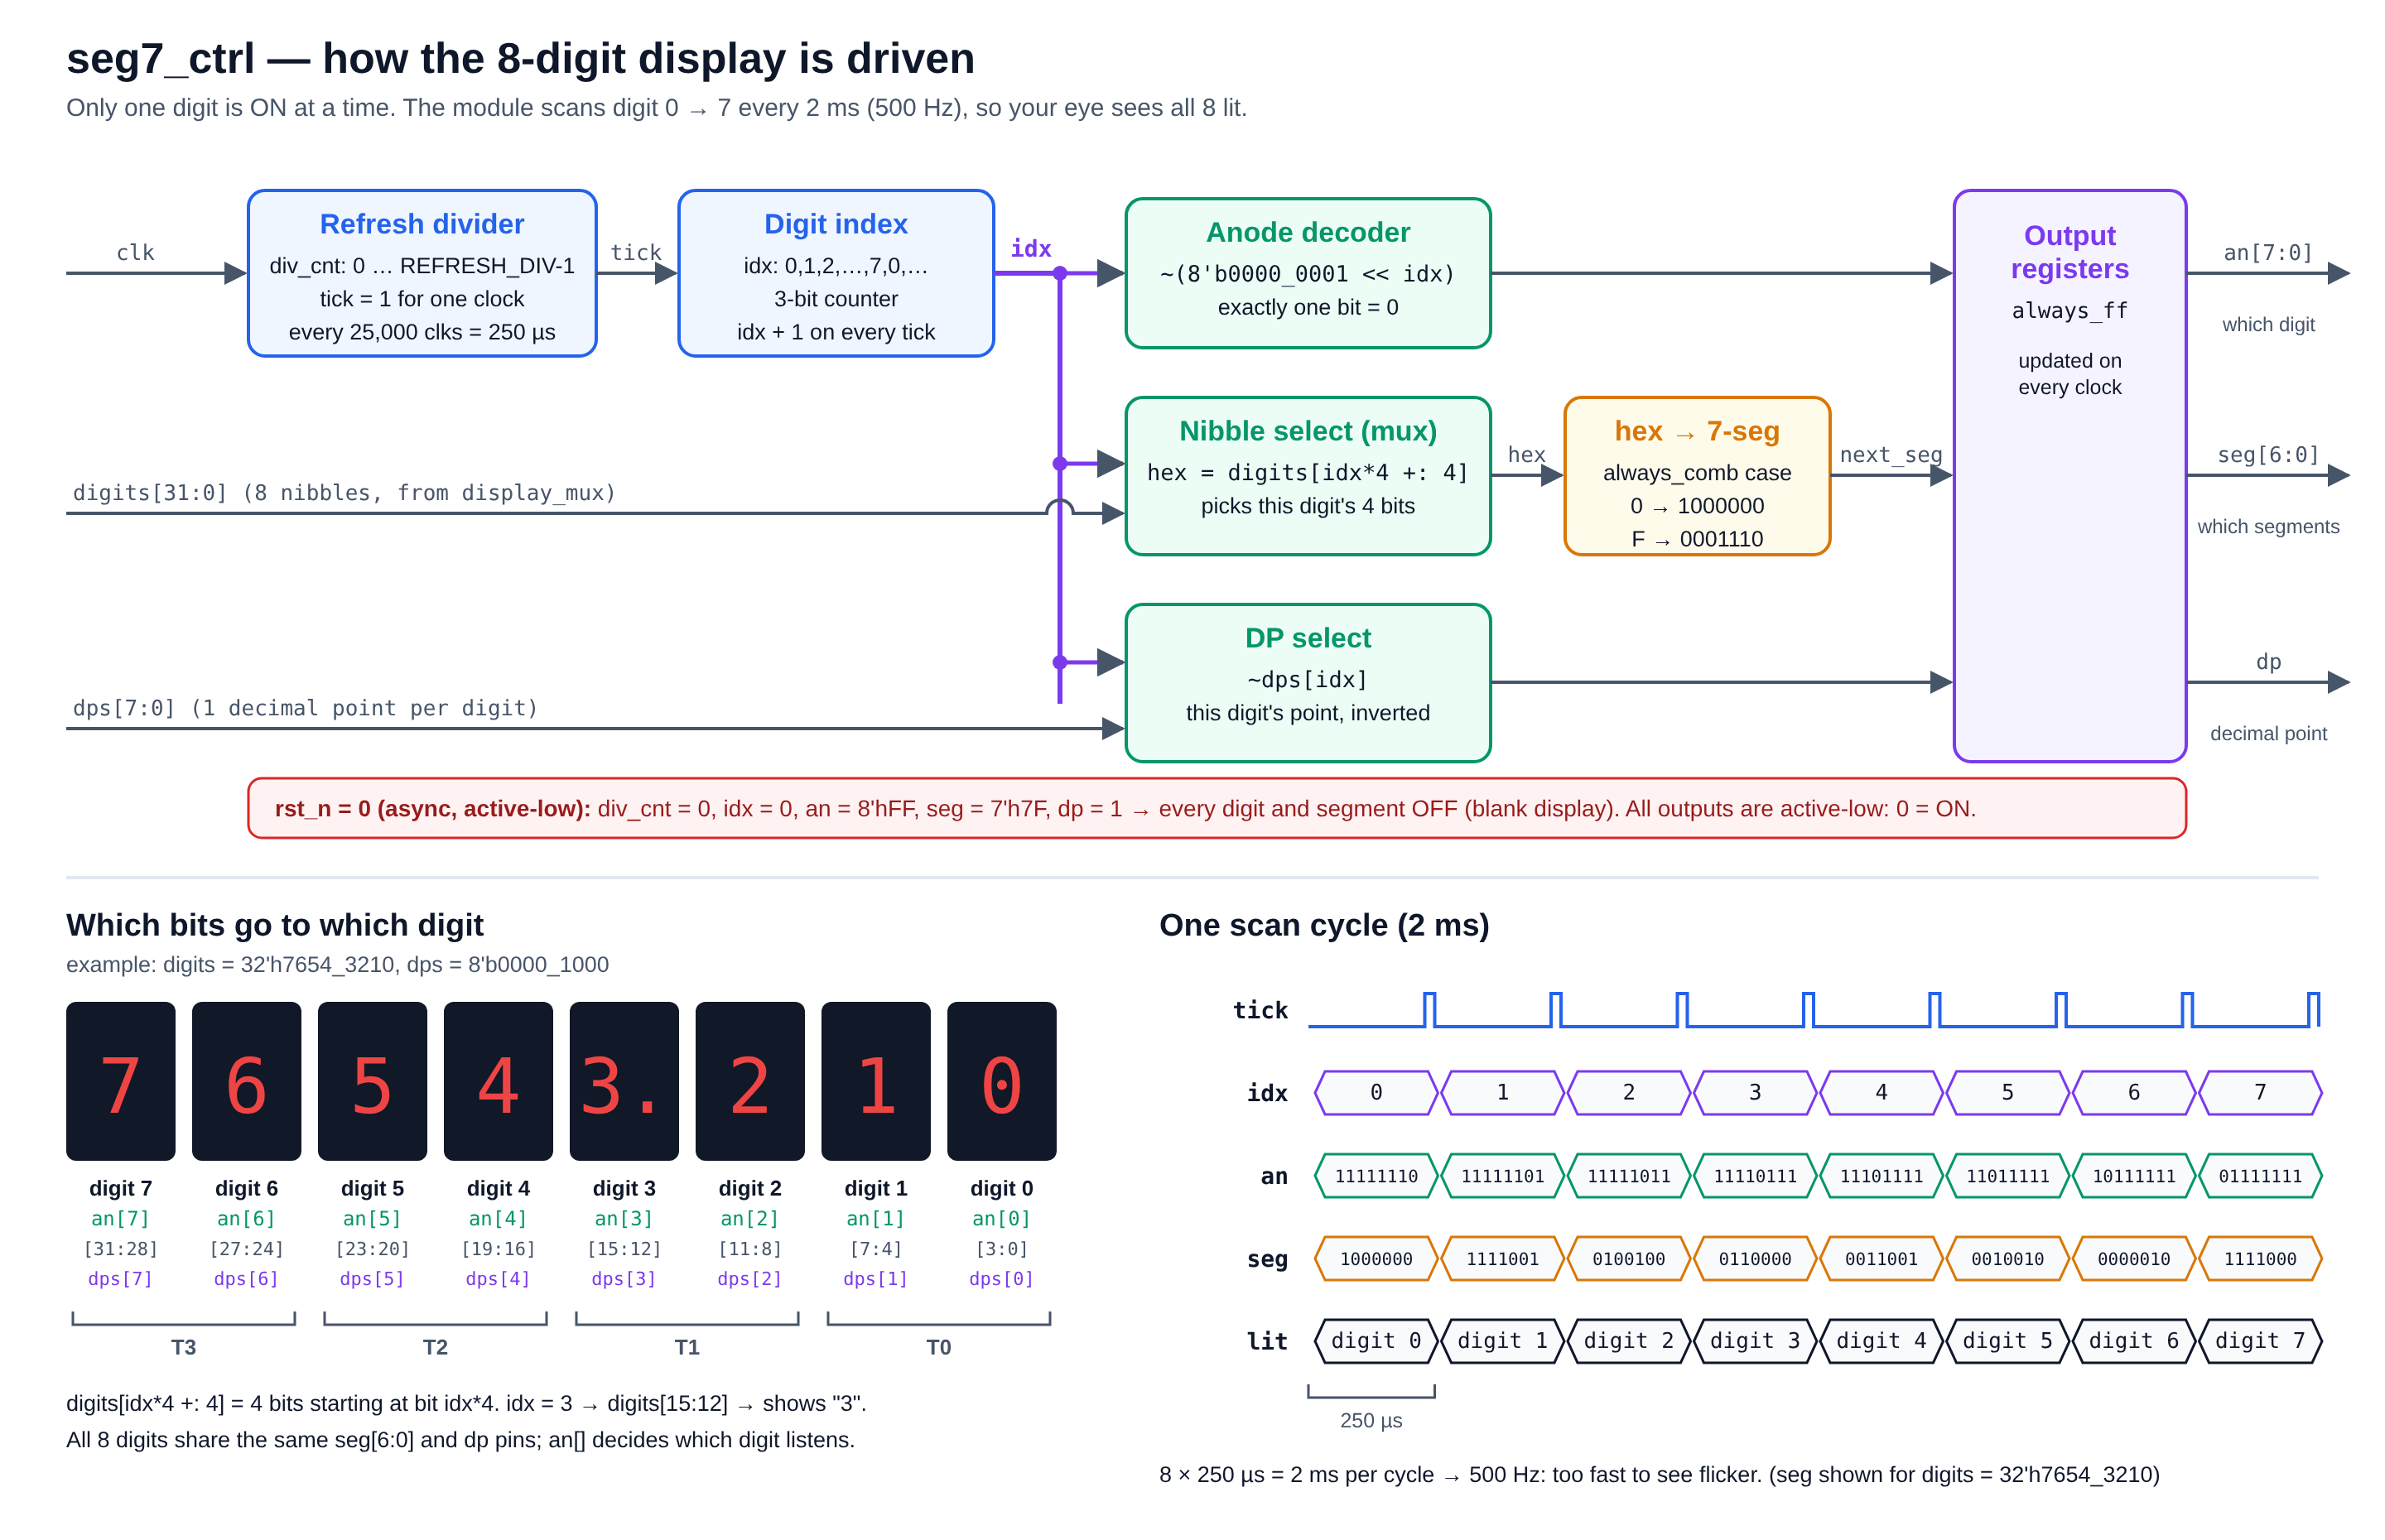 seg7_ctrl — how the 8-digit display is driven
Only one digit is ON at a time. The module scans digit 0 → 7 every 2 ms (500 Hz), so your eye sees all 8 lit.
clk
Refresh divider
div_cnt: 0 … REFRESH_DIV-1
tick = 1 for one clock
every 25,000 clks = 250 µs
tick
Digit index
idx: 0,1,2,…,7,0,…
3-bit counter
idx + 1 on every tick
idx
Anode decoder
~(8'b0000_0001 << idx)
exactly one bit = 0
Output
registers
always_ff
updated on
every clock
an[7:0]
which digit
digits[31:0] (8 nibbles, from display_mux)
Nibble select (mux)
hex = digits[idx*4 +: 4]
picks this digit's 4 bits
hex
hex → 7-seg
always_comb case
0 → 1000000
F → 0001110
next_seg
seg[6:0]
which segments
dps[7:0] (1 decimal point per digit)
DP select
~dps[idx]
this digit's point, inverted
dp
decimal point
rst_n = 0 (async, active-low): div_cnt = 0, idx = 0, an = 8'hFF, seg = 7'h7F, dp = 1 → every digit and segment OFF (blank display). All outputs are active-low: 0 = ON.
Which bits go to which digit
example: digits = 32'h7654_3210, dps = 8'b0000_1000
7 6 5 4 3. 2 1 0
digit 7 digit 6 digit 5 digit 4 digit 3 digit 2 digit 1 digit 0
an[7] an[6] an[5] an[4] an[3] an[2] an[1] an[0]
[31:28] [27:24] [23:20] [19:16] [15:12] [11:8] [7:4] [3:0]
dps[7] dps[6] dps[5] dps[4] dps[3] dps[2] dps[1] dps[0]
T3 T2 T1 T0
digits[idx*4 +: 4] = 4 bits starting at bit idx*4. idx = 3 → digits[15:12] → shows "3".
All 8 digits share the same seg[6:0] and dp pins; an[] decides which digit listens.
One scan cycle (2 ms)
tick
idx 0 1 2 3 4 5 6 7
an 11111110 11111101 11111011 11110111 11101111 11011111 10111111 01111111
seg 1000000 1111001 0100100 0110000 0011001 0010010 0000010 1111000
lit digit 0 digit 1 digit 2 digit 3 digit 4 digit 5 digit 6 digit 7
250 µs
8 × 250 µs = 2 ms per cycle → 500 Hz: too fast to see flicker. (seg shown for digits = 32'h7654_3210)